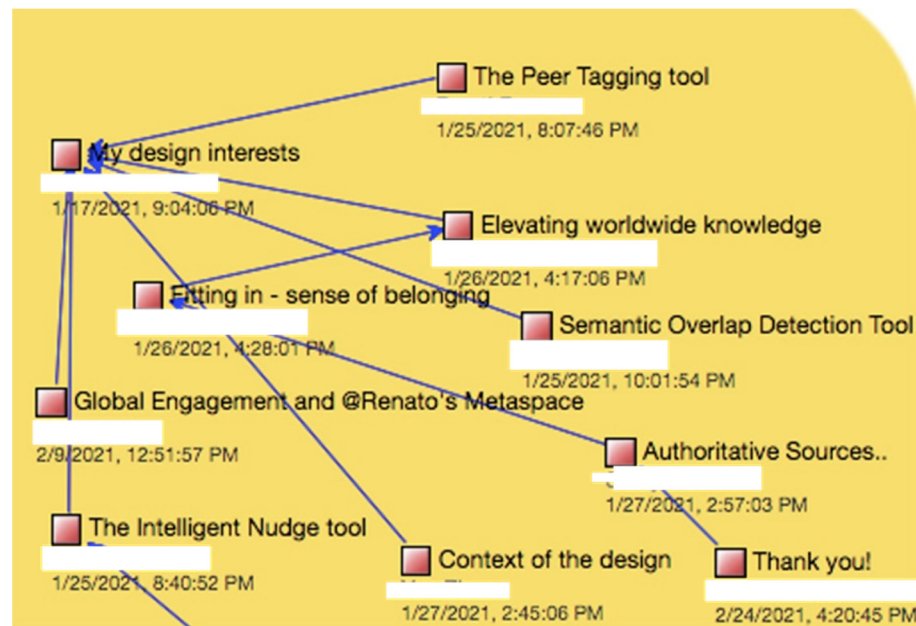 The Peer Tagging tool
1/25/2021, 8:07:46 PM
My design interests
1/17/2021, 9:04:06 PM
Elevating worldwide knowledge
1/26/2021, 4:17:06 PM
Fitting in - sense of belonging
1/26/2021, 4:28:01 PM
Semantic Overlap Detection Tool
1/25/2021, 10:01:54 PM
Global Engagement and @Renato's Metaspace
2/9/2021, 12:51:57 PM
Authoritative Sources..
1/27/2021, 2:57:03 PM
The Intelligent Nudge tool
1/25/2021, 8:40:52 PM
Context of the design
1/27/2021, 2:45:06 PM
Thank you!
2/24/2021, 4:20:45 PM